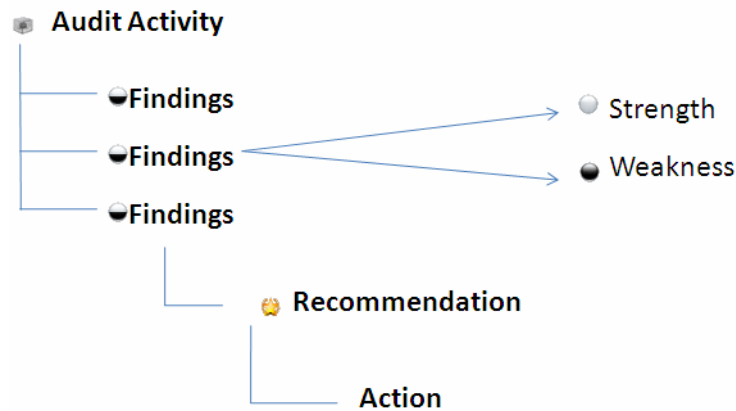 Audit Activity
Findings
Strength
Findings
Weakness
Findings
Recommendation
Action